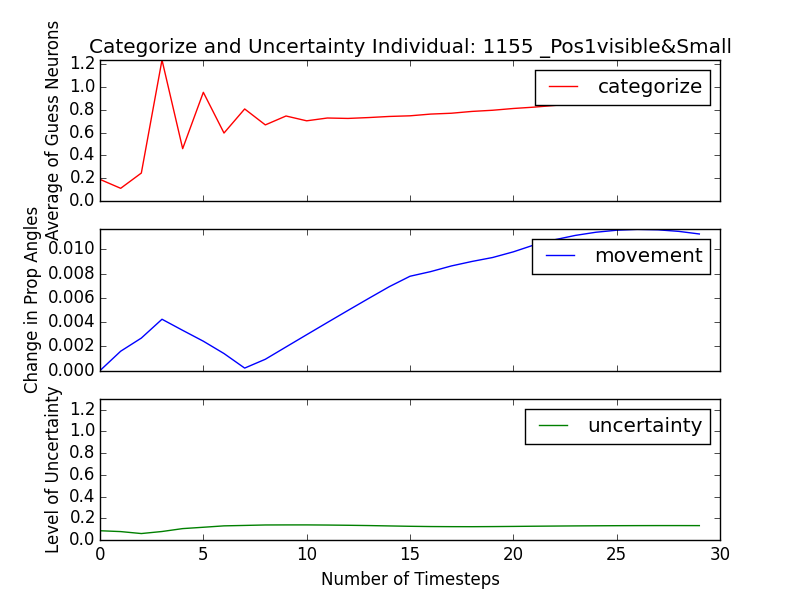 Categorize and Uncertainty Individual: 1155 _Pos1visible&Small
Average of Guess Neurons
1.2
1.0
0.8
0.6
0.4
0.2
0.0
categorize
Change in Prop Angles
0.010
0.008
0.006
0.004
0.002
0.000
movement
Level of Uncertainty
1.2
1.0
0.8
0.6
0.4
0.2
0.0
uncertainty
0 5 10 15 20 25 30
Number of Timesteps